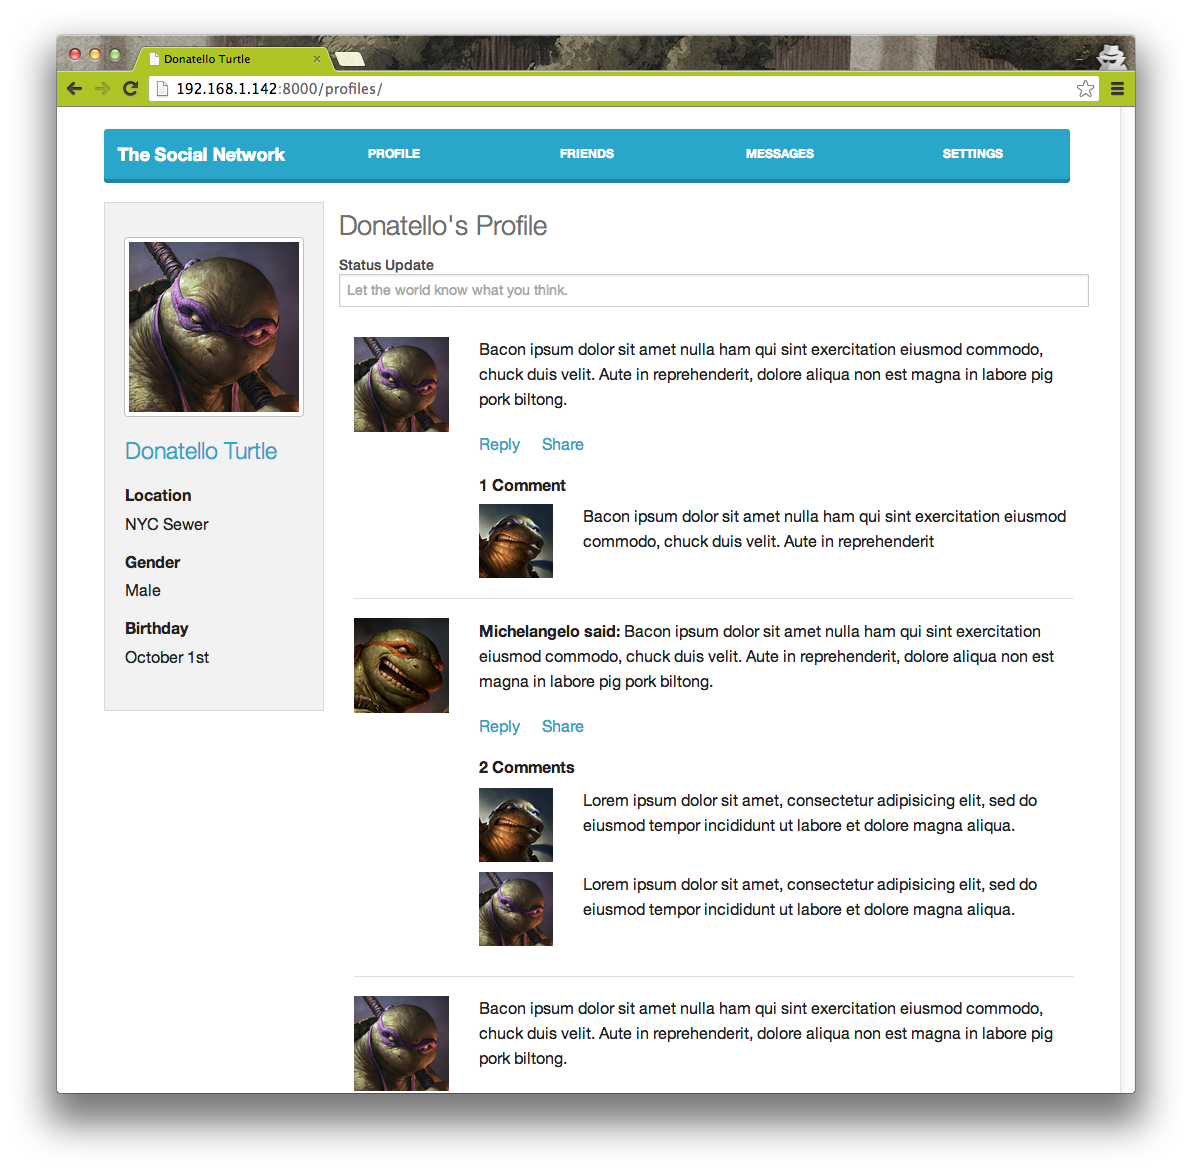 Donatello Turtle
192.168.1.142:8000/profiles/
The Social Network PROFILE FRIENDS MESSAGES SETTINGS
Donatello Turtle
Location
NYC Sewer
Gender
Male
Birthday
October 1st
Donatello's Profile
Status Update
Let the world know what you think.
Bacon ipsum dolor sit amet nulla ham qui sint exercitation eiusmod commodo,
chuck duis velit. Aute in reprehenderit, dolore aliqua non est magna in labore pig
pork biltong.
Reply Share
1 Comment
Bacon ipsum dolor sit amet nulla ham qui sint exercitation eiusmod
commodo, chuck duis velit. Aute in reprehenderit
Michelangelo said: Bacon ipsum dolor sit amet nulla ham qui sint exercitation
eiusmod commodo, chuck duis velit. Aute in reprehenderit, dolore aliqua non est
magna in labore pig pork biltong.
Reply Share
2 Comments
Lorem ipsum dolor sit amet, consectetur adipisicing elit, sed do
eiusmod tempor incididunt ut labore et dolore magna aliqua.
Lorem ipsum dolor sit amet, consectetur adipisicing elit, sed do
eiusmod tempor incididunt ut labore et dolore magna aliqua.
Bacon ipsum dolor sit amet nulla ham qui sint exercitation eiusmod commodo,
chuck duis velit. Aute in reprehenderit, dolore aliqua non est magna in labore pig
pork biltong.